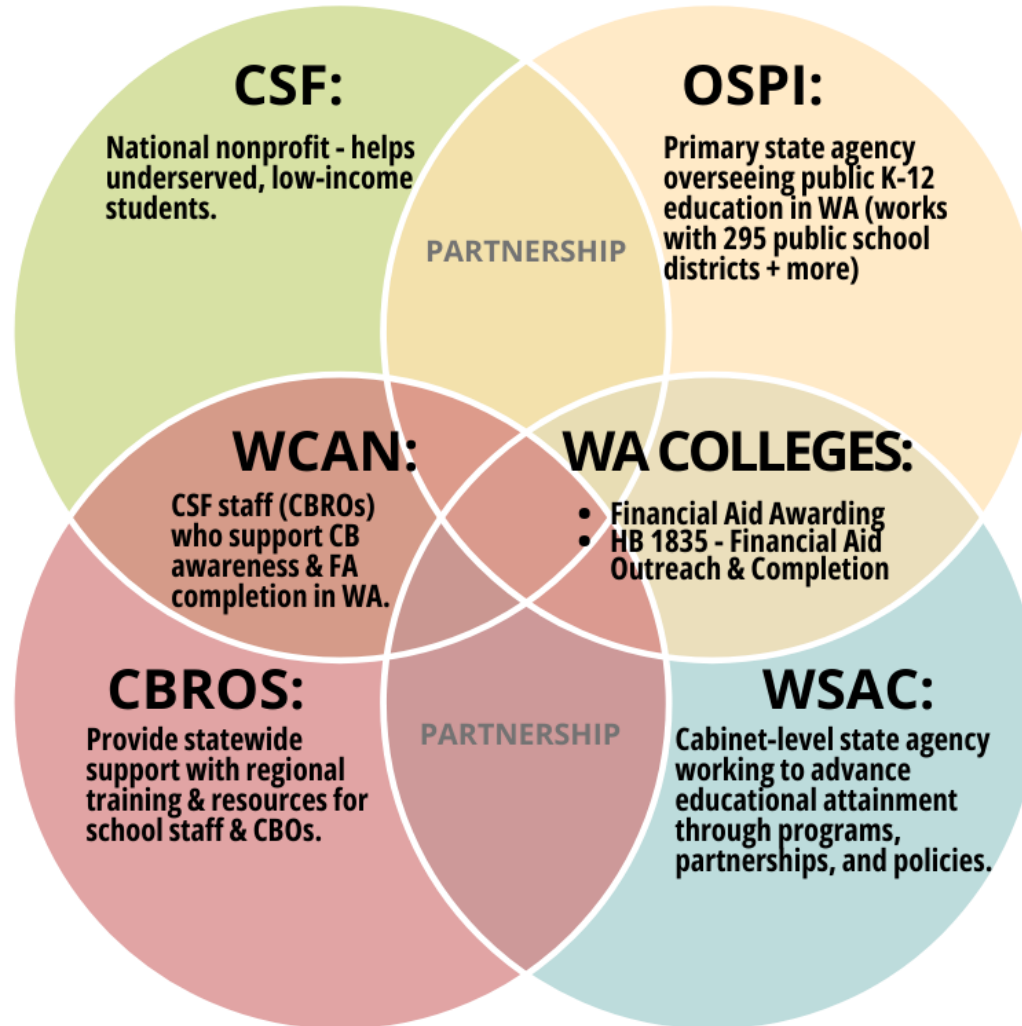 CSF:
National nonprofit - helps
underserved, low-income
students.
OSPI:
Primary state agency
overseeing public K-12
education in WA (works
with 295 public school
districts + more)
PARTNERSHIP
WCAN:
CSF staff (CBROs)
who support CB
awareness & FA
completion in WA.
WA COLLEGES:
• Financial Aid Awarding
• HB 1835 - Financial Aid
Outreach & Completion
CBROS:
Provide statewide
support with regional
training & resources for
school staff & CBOs.
PARTNERSHIP
WSAC:
Cabinet-level state agency
working to advance
educational attainment
through programs,
partnerships, and policies.